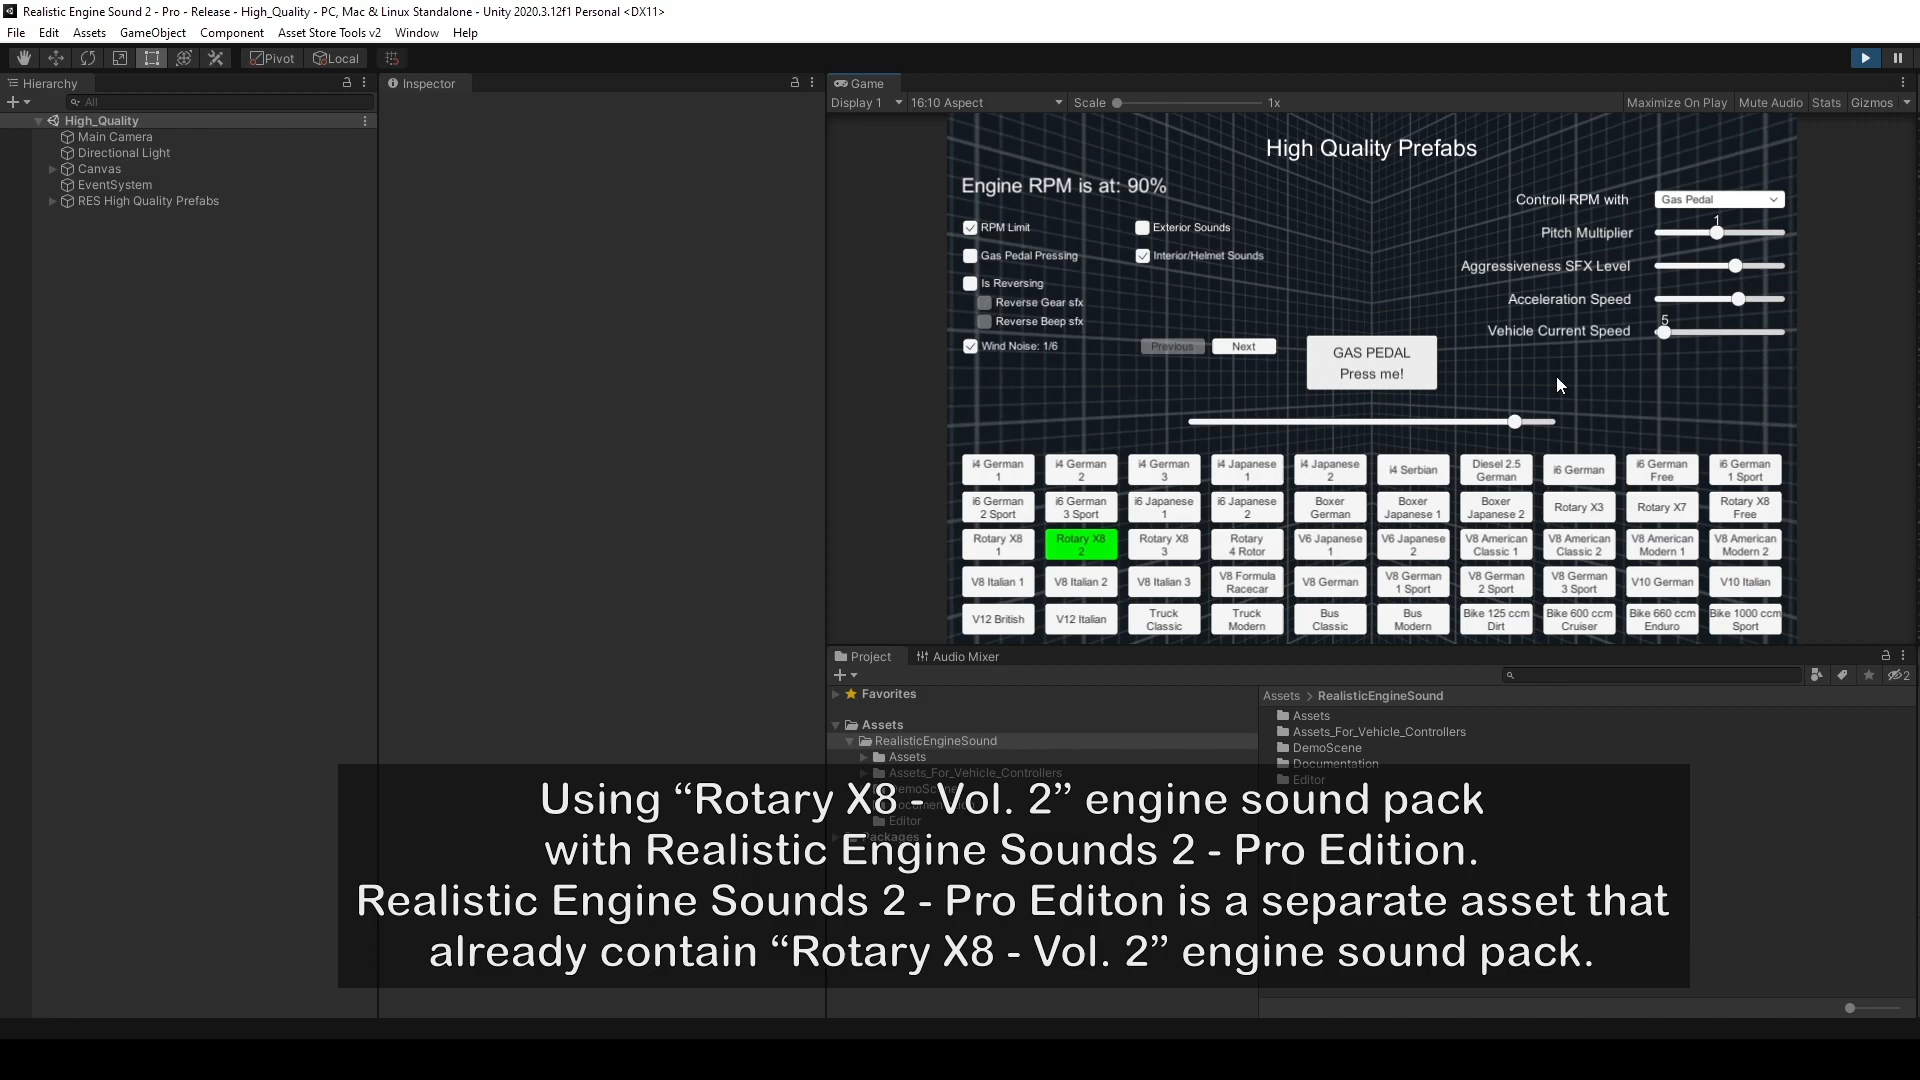 Realistic Engine Sound 2 - Pro - Release - High_Quality - PC, Mac & Linux Standalone - Unity 2020.3.12f1 Personal <DX11>
File Edit Assets GameObject Component Asset Store Tools v2 Window Help
Pivot Local
Hierarchy
All
High_Quality
Main Camera
Directional Light
Canvas
EventSystem
RES High Quality Prefabs
Inspector
Game
Display 1 16:10 Aspect Scale 1x Maximize On Play Mute Audio Stats Gizmos
High Quality Prefabs
Engine RPM is at: 90%
RPM Limit
Exterior Sounds
Gas Pedal Pressing
Interior/Helmet Sounds
Is Reversing
Reverse Gear sfx
Reverse Beep sfx
Wind Noise: 1/6
Previous Next
GAS PEDAL
Press me!
Controll RPM with Gas Pedal
1
Pitch Multiplier
Aggressiveness SFX Level
Acceleration Speed
5
Vehicle Current Speed
i4 German 1 i4 German 2 i4 German 3 i4 Japanese 1 i4 Japanese 2 i4 Serbian Diesel 2.5 German i6 German i6 German Free i6 German 1 Sport
i6 German 2 Sport i6 German 3 Sport i6 Japanese 1 i6 Japanese 2 Boxer German Boxer Japanese 1 Boxer Japanese 2 Rotary X3 Rotary X7 Rotary X8 Free
Rotary X8 1 Rotary X8 2 Rotary X8 3 Rotary 4 Rotor V6 Japanese 1 V6 Japanese 2 V8 American Classic 1 V8 American Classic 2 V8 American Modern 1 V8 American Modern 2
V8 Italian 1 V8 Italian 2 V8 Italian 3 V8 Formula Racecar V8 German V8 German 1 Sport V8 German 2 Sport V8 German 3 Sport V10 German V10 Italian
V12 British V12 Italian Truck Classic Truck Modern Bus Classic Bus Modern Bike 125 ccm Dirt Bike 600 ccm Cruiser Bike 660 ccm Enduro Bike 1000 ccm Sport
Project Audio Mixer
2
Favorites
Assets
RealisticEngineSound
Assets
Assets_For_Vehicle_Controllers
DemoScene
Documentation
Editor
Packages
Assets > RealisticEngineSound
Assets
Assets_For_Vehicle_Controllers
DemoScene
Documentation
Editor
Using “Rotary X8 - Vol. 2” engine sound pack
with Realistic Engine Sounds 2 - Pro Edition.
Realistic Engine Sounds 2 - Pro Editon is a separate asset that
already contain “Rotary X8 - Vol. 2” engine sound pack.